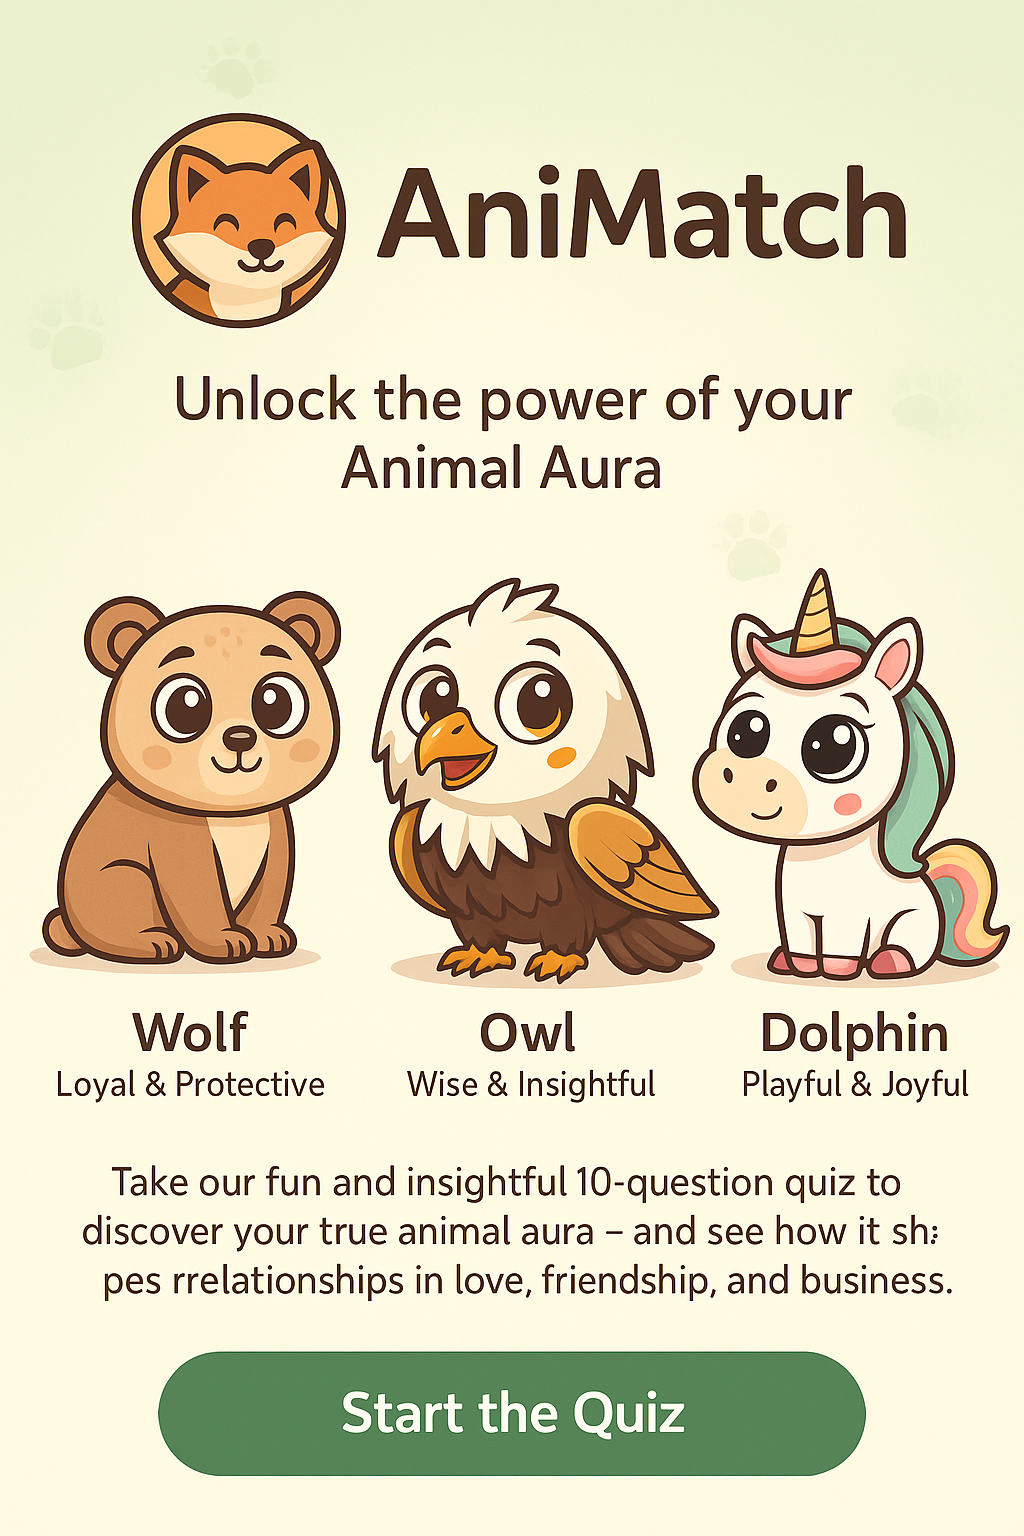 AniMatch
Unlock the power of your
Animal Aura
Wolf
Loyal & Protective
Owl
Wise & Insightful
Dolphin
Playful & Joyful
Take our fun and insightful 10-question quiz to
discover your true animal aura – and see how it sh:
pes rrelationships in love, friendship, and business.
Start the Quiz